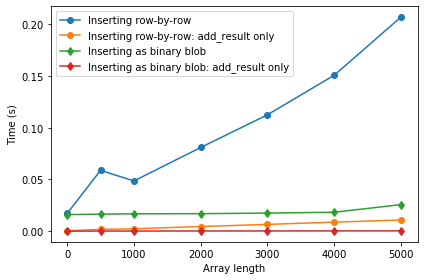 Inserting row-by-row
Inserting row-by-row: add_result only
Inserting as binary blob
Inserting as binary blob: add_result only
Time (s)
0.20
0.15
0.10
0.05
0.00
0
1000
2000
3000
4000
5000
Array length